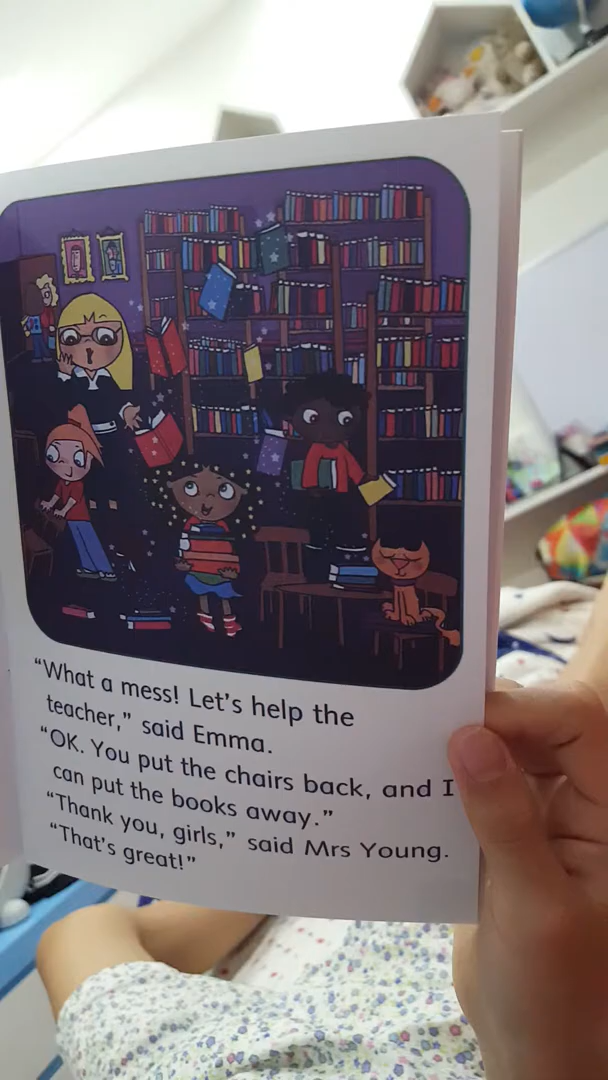 “What a mess! Let’s help the
teacher,” said Emma.
“OK. You put the chairs back, and I
can put the books away.”
“Thank you, girls,” said Mrs Young.
“That’s great!”